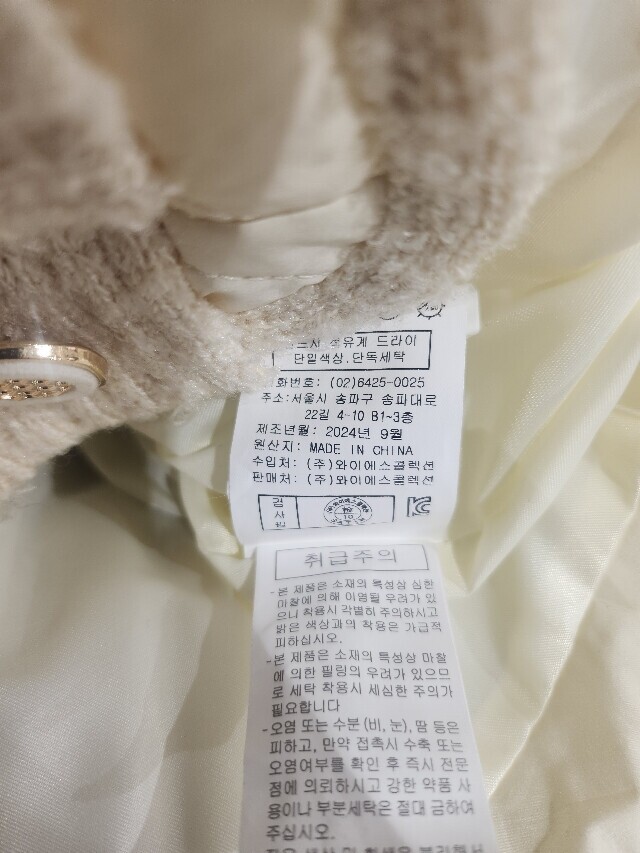 석유계 드라이
단일색상, 단독세탁
화번호: (02)6425-0025
주소:서울시 송파구 송파대로
22길 4-10 B1~3층
제조년월: 2024년 9월
원산지: MADE IN CHINA
수입처: (주)와이에스콜렉션
판매처: (주)와이에스콜렉션
검
사
필
취급주의
-본 제품은 소재의 특성상 심한
마찰에 의해 이염될 우려가 있
으니 착용시 각별히 주의하시고
밝은 색상과의 착용은 가급적
피하십시오.
-본 제품은 소재의 특성상 마찰
에 의한 필링의 우려가 있으므
로 세탁 착용시 세심한 주의가
필요합니다
-오염 또는 수분(비, 눈), 땀 등은
피하고, 만약 접촉시 수축 또는
오염여부를 확인 후 즉시 전문
점에 의뢰하시고 강한 약품 사
용이나 부분세탁은 절대 금하여
주십시오.